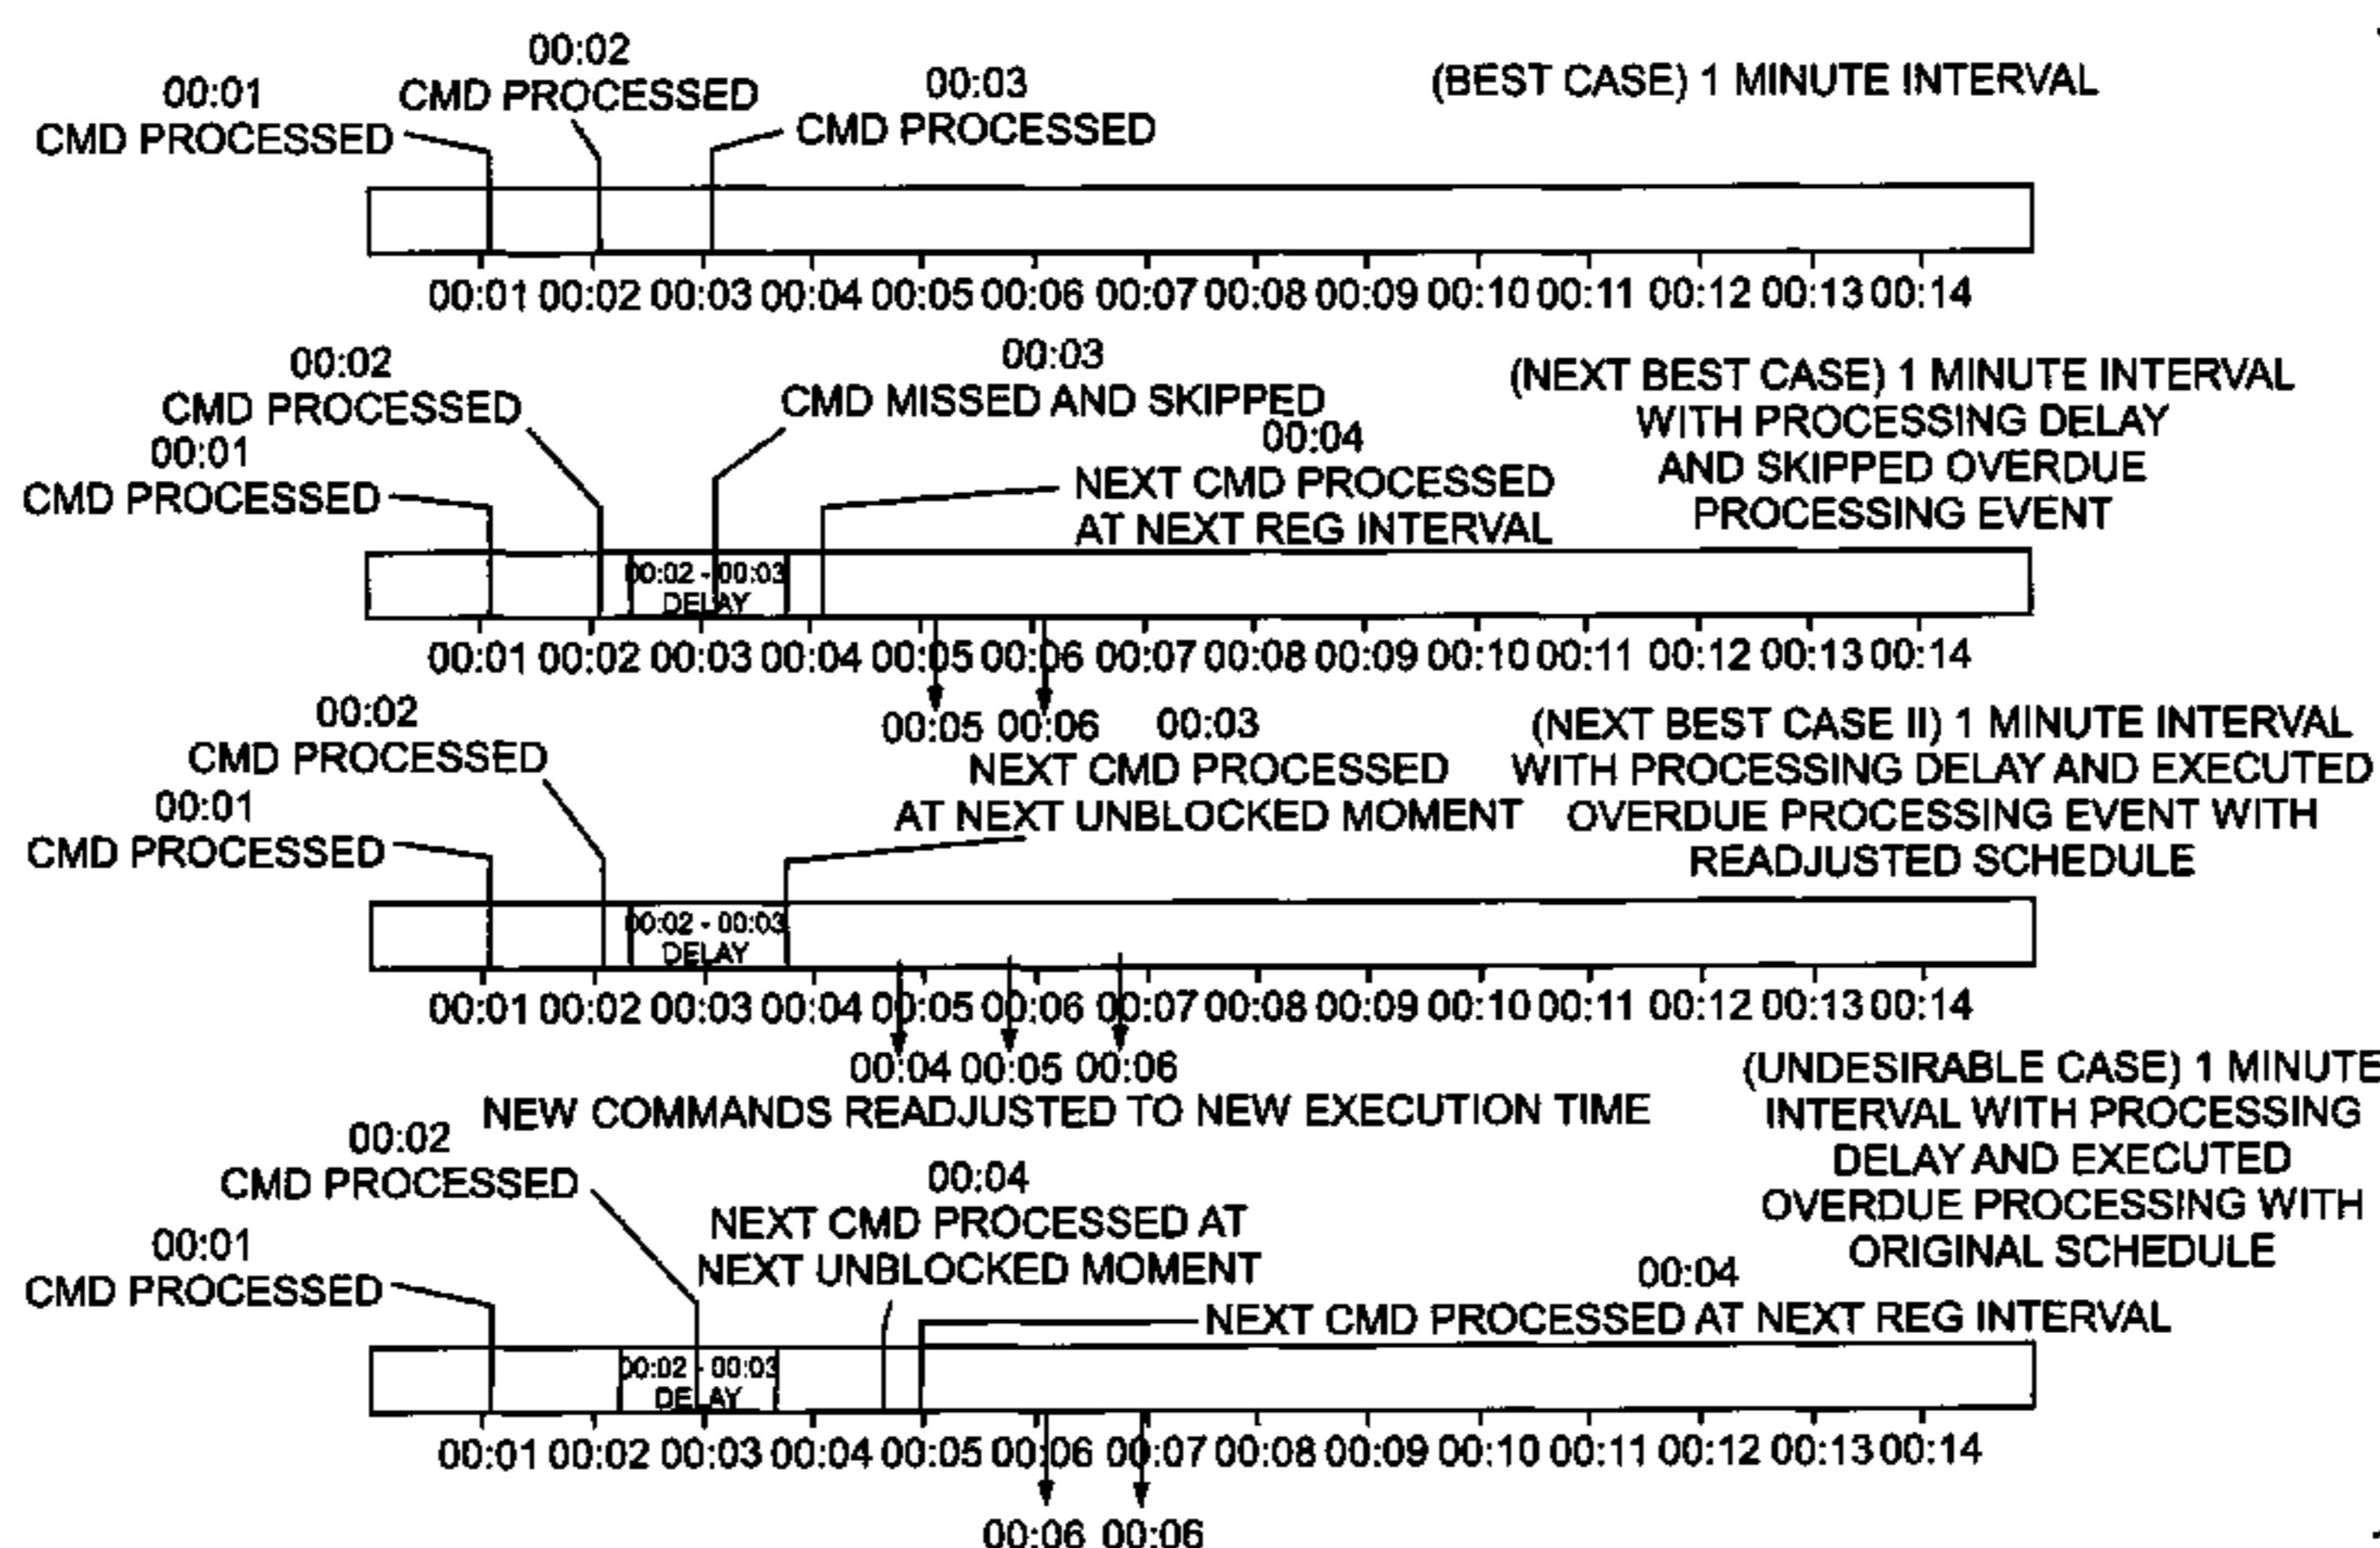 00:01
CMD PROCESSED
00:02
CMD PROCESSED
00:03
CMD PROCESSED
(BEST CASE) 1 MINUTE INTERVAL
00:01 00:02 00:03 00:04 00:05 00:06 00:07 00:08 00:09 00:10 00:11 00:12 00:13 00:14
00:02
CMD PROCESSED
00:01
CMD PROCESSED
00:03
CMD MISSED AND SKIPPED
00:04
NEXT CMD PROCESSED
AT NEXT REG INTERVAL
(NEXT BEST CASE) 1 MINUTE INTERVAL
WITH PROCESSING DELAY
AND SKIPPED OVERDUE
PROCESSING EVENT
00:02 - 00:03
DELAY
00:01 00:02 00:03 00:04 00:05 00:06 00:07 00:08 00:09 00:10 00:11 00:12 00:13 00:14
00:05 00:06
00:02
CMD PROCESSED
00:01
CMD PROCESSED
00:03
NEXT CMD PROCESSED
AT NEXT UNBLOCKED MOMENT
(NEXT BEST CASE II) 1 MINUTE INTERVAL
WITH PROCESSING DELAY AND EXECUTED
OVERDUE PROCESSING EVENT WITH
READJUSTED SCHEDULE
00:02 - 00:03
DELAY
00:01 00:02 00:03 00:04 00:05 00:06 00:07 00:08 00:09 00:10 00:11 00:12 00:13 00:14
00:04 00:05 00:06
NEW COMMANDS READJUSTED TO NEW EXECUTION TIME
00:02
CMD PROCESSED
00:01
CMD PROCESSED
00:04
NEXT CMD PROCESSED AT
NEXT UNBLOCKED MOMENT
(UNDESIRABLE CASE) 1 MINUTE
INTERVAL WITH PROCESSING
DELAY AND EXECUTED
OVERDUE PROCESSING WITH
ORIGINAL SCHEDULE
00:04
NEXT CMD PROCESSED AT NEXT REG INTERVAL
00:02 - 00:03
DELAY
00:01 00:02 00:03 00:04 00:05 00:06 00:07 00:08 00:09 00:10 00:11 00:12 00:13 00:14
00:06 00:06